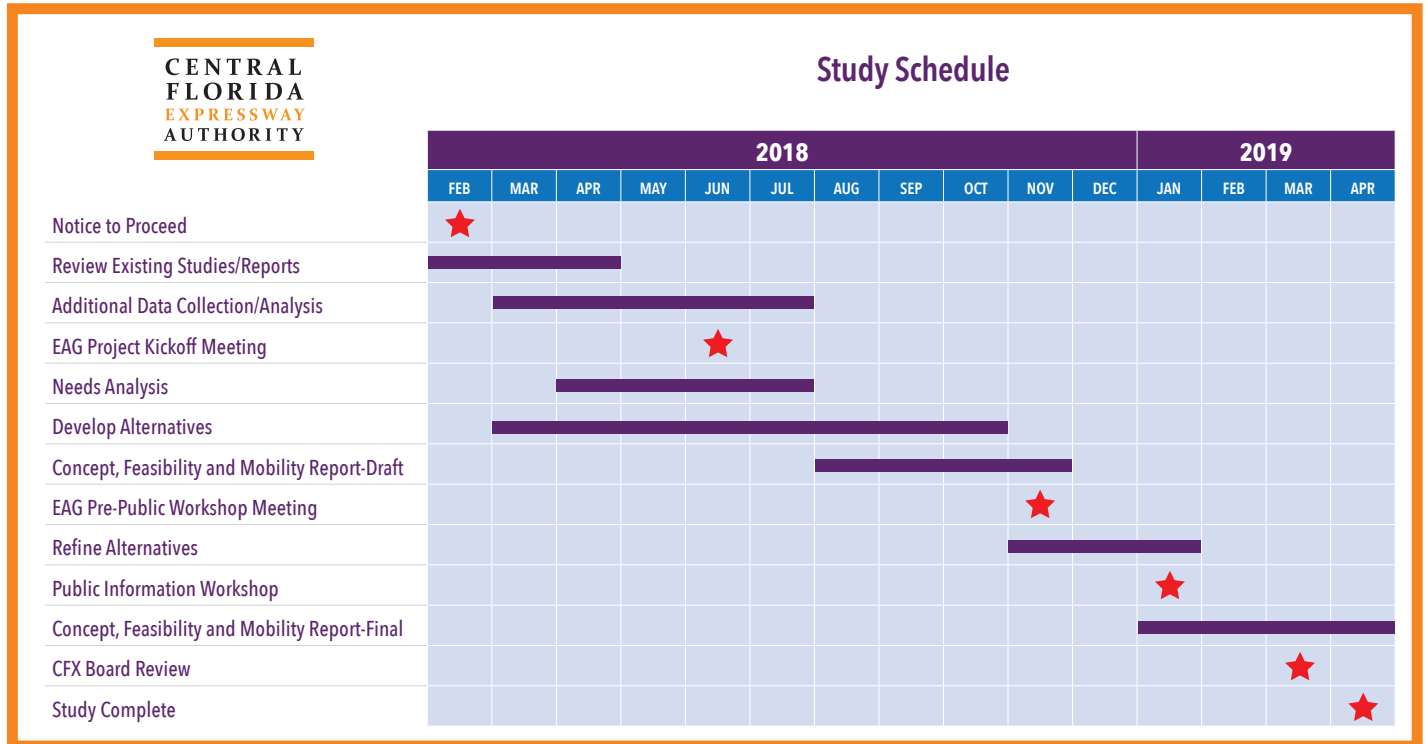 CENTRAL
FLORIDA
EXPRESSWAY
AUTHORITY
Study Schedule
2018 2019
FEB MAR APR MAY JUN JUL AUG SEP OCT NOV DEC JAN FEB MAR APR
Notice to Proceed
Review Existing Studies/Reports
Additional Data Collection/Analysis
EAG Project Kickoff Meeting
Needs Analysis
Develop Alternatives
Concept, Feasibility and Mobility Report-Draft
EAG Pre-Public Workshop Meeting
Refine Alternatives
Public Information Workshop
Concept, Feasibility and Mobility Report-Final
CFX Board Review
Study Complete